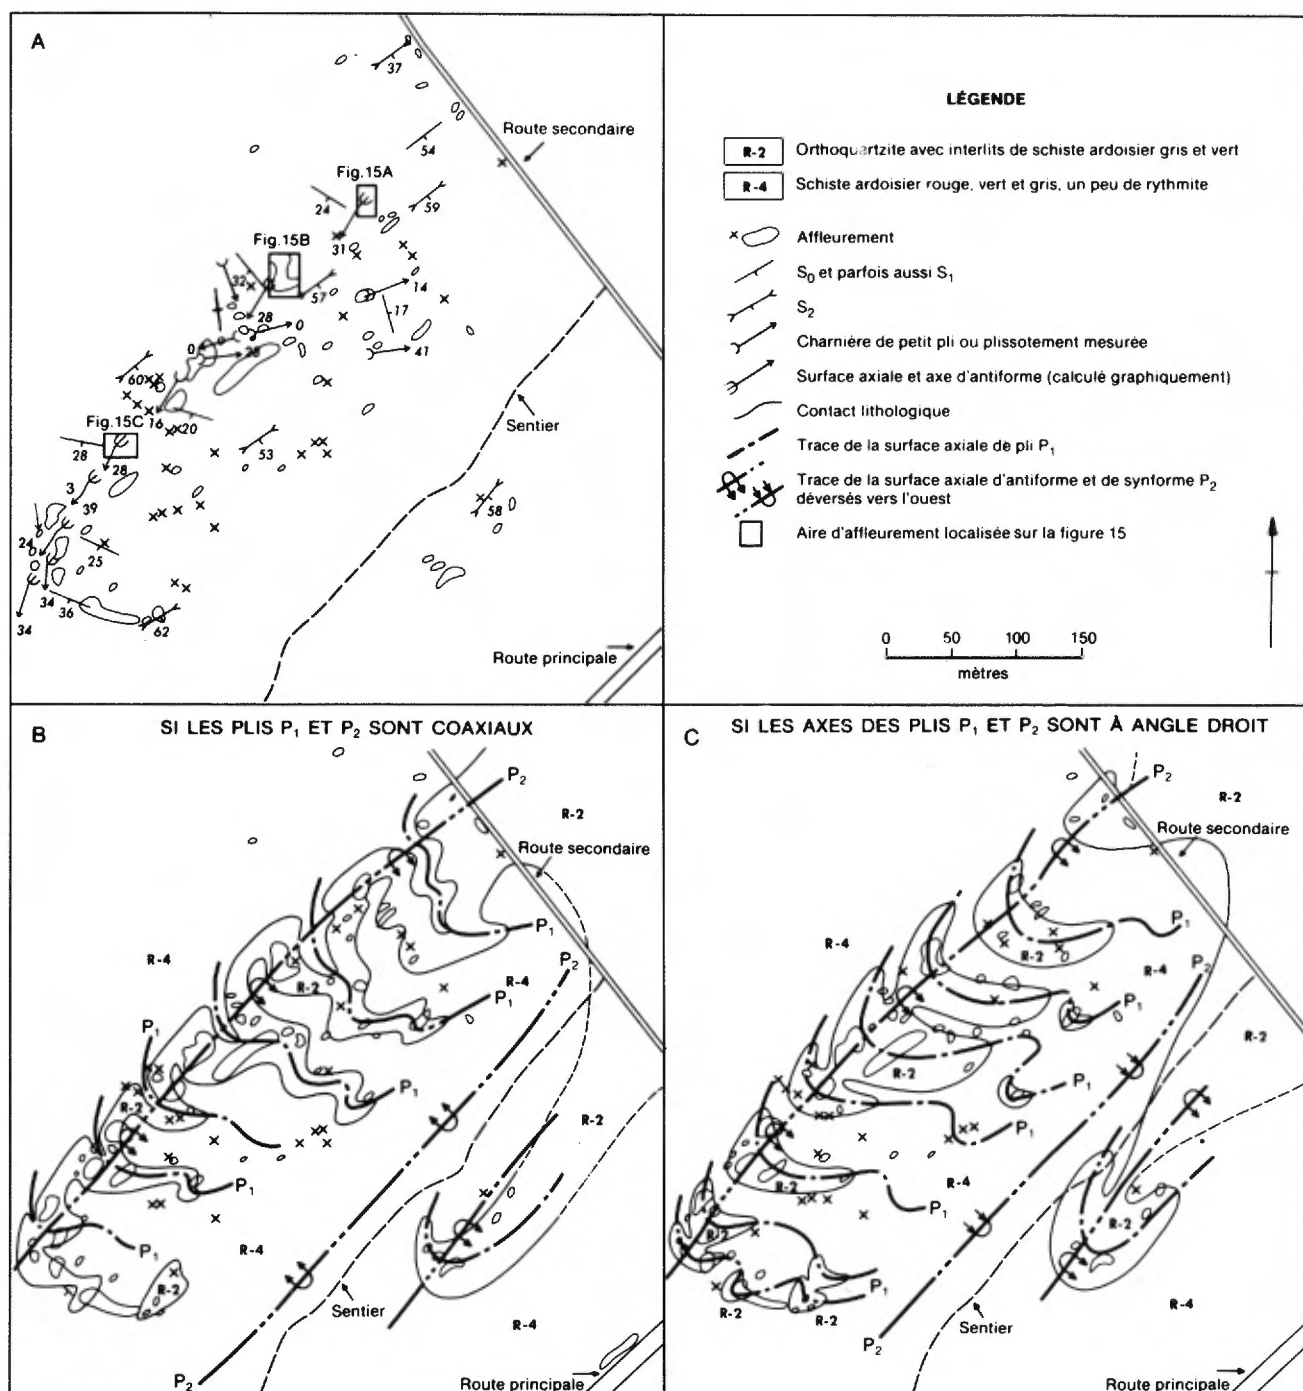 A
37
Route secondaire
54
Fig.15A
24
59
31
Fig.15B
32
57
14
28
0
17
0
28
41
60
16
20
Sentier
Fig.15C
28
28
53
3
39
58
24
25
34
36
34
62
Route principale
LÉGENDE
R-2 Orthoquartzite avec interlits de schiste ardoisier gris et vert
R-4 Schiste ardoisier rouge, vert et gris, un peu de rythmite
Affleurement
S0 et parfois aussi S1
S2
Charnière de petit pli ou plissotement mesurée
Surface axiale et axe d'antiforme (calculé graphiquement)
Contact lithologique
Trace de la surface axiale de pli P1
Trace de la surface axiale d'antiforme et de synforme P2
déversés vers l'ouest
Aire d'affleurement localisée sur la figure 15
0 50 100 150
mètres
B SI LES PLIS P1 ET P2 SONT COAXIAUX
P2
R-2
Route secondaire
P1
R-4
R-4
P2
R-2
P1
P1
P1
R-2
R-2
P1
P1
R-4
R-2
Sentier
R-4
P2
Route principale
C SI LES AXES DES PLIS P1 ET P2 SONT À ANGLE DROIT
P2
R-2
Route secondaire
P1
R-4
R-2
R-4
P2
P1
R-2
R-2
P1
P1
R-2
R-4
P1
R-2
R-2
P1
R-2
R-2
R-4
Sentier
P2
Route principale